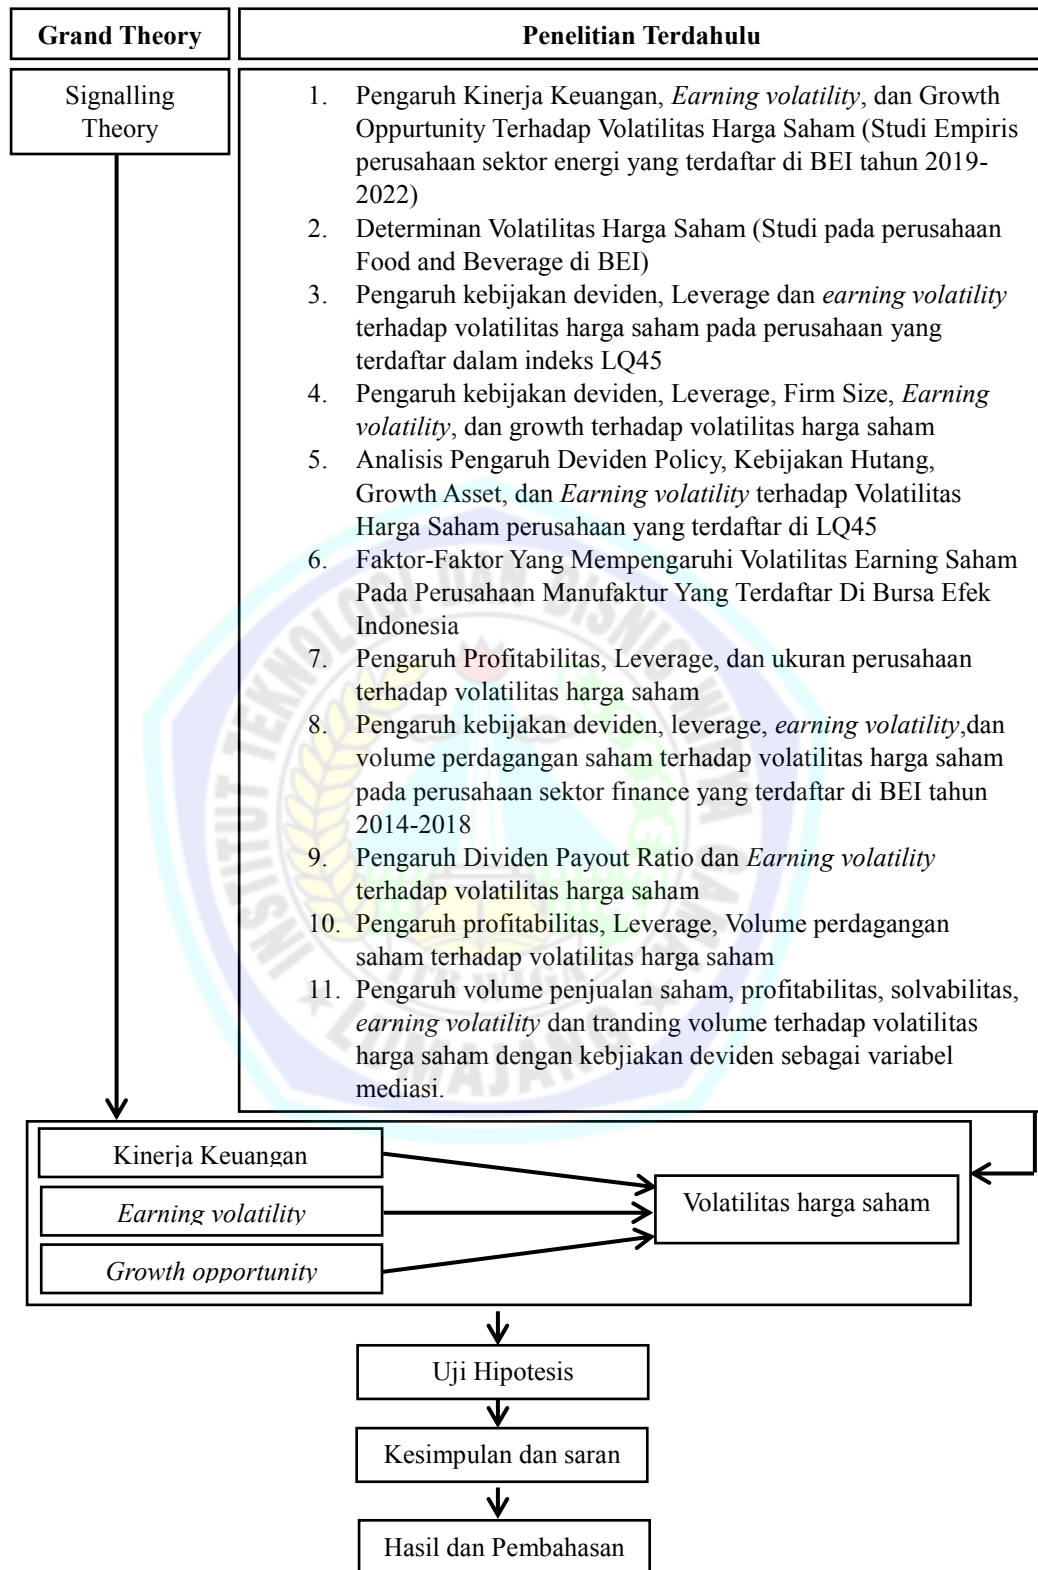 Grand Theory
Penelitian Terdahulu
Signalling
Theory
1. Pengaruh Kinerja Keuangan, Earning volatility, dan Growth
Oppurtunity Terhadap Volatilitas Harga Saham (Studi Empiris
perusahaan sektor energi yang terdaftar di BEI tahun 2019-
2022)
2. Determinan Volatilitas Harga Saham (Studi pada perusahaan
Food and Beverage di BEI)
3. Pengaruh kebijakan deviden, Leverage dan earning volatility
terhadap volatilitas harga saham pada perusahaan yang
terdaftar dalam indeks LQ45
4. Pengaruh kebijakan deviden, Leverage, Firm Size, Earning
volatility, dan growth terhadap volatilitas harga saham
5. Analisis Pengaruh Deviden Policy, Kebijakan Hutang,
Growth Asset, dan Earning volatility terhadap Volatilitas
Harga Saham perusahaan yang terdaftar di LQ45
6. Faktor-Faktor Yang Mempengaruhi Volatilitas Earning Saham
Pada Perusahaan Manufaktur Yang Terdaftar Di Bursa Efek
Indonesia
7. Pengaruh Profitabilitas, Leverage, dan ukuran perusahaan
terhadap volatilitas harga saham
8. Pengaruh kebijakan deviden, leverage, earning volatility,dan
volume perdagangan saham terhadap volatilitas harga saham
pada perusahaan sektor finance yang terdaftar di BEI tahun
2014-2018
9. Pengaruh Dividen Payout Ratio dan Earning volatility
terhadap volatilitas harga saham
10. Pengaruh profitabilitas, Leverage, Volume perdagangan
saham terhadap volatilitas harga saham
11. Pengaruh volume penjualan saham, profitabilitas, solvabilitas,
earning volatility dan tranding volume terhadap volatilitas
harga saham dengan kebjiakan deviden sebagai variabel
mediasi.
INSTITUT TEKNOLOGI DAN BISNIS WIDYA GAMA
ITB WIGA
LUMAJANG
Kinerja Keuangan
Earning volatility
Growth opportunity
Volatilitas harga saham
Uji Hipotesis
Kesimpulan dan saran
Hasil dan Pembahasan